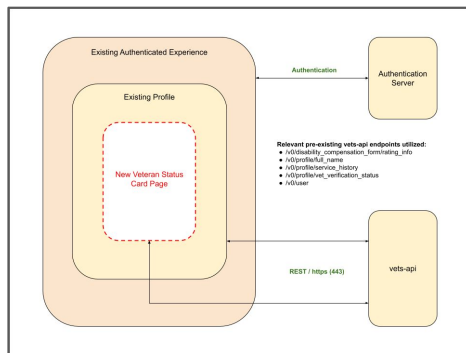 Existing Authenticated Experience
Existing Profile
New Veteran Status
Card Page
Authentication
Authentication
Server
Relevant pre-existing vets-api endpoints utilized:
● /v0/disability_compensation_form/rating_info
● /v0/profile/full_name
● /v0/profile/service_history
● /v0/profile/vet_verification_status
● /v0/user
REST / https (443)
vets-api